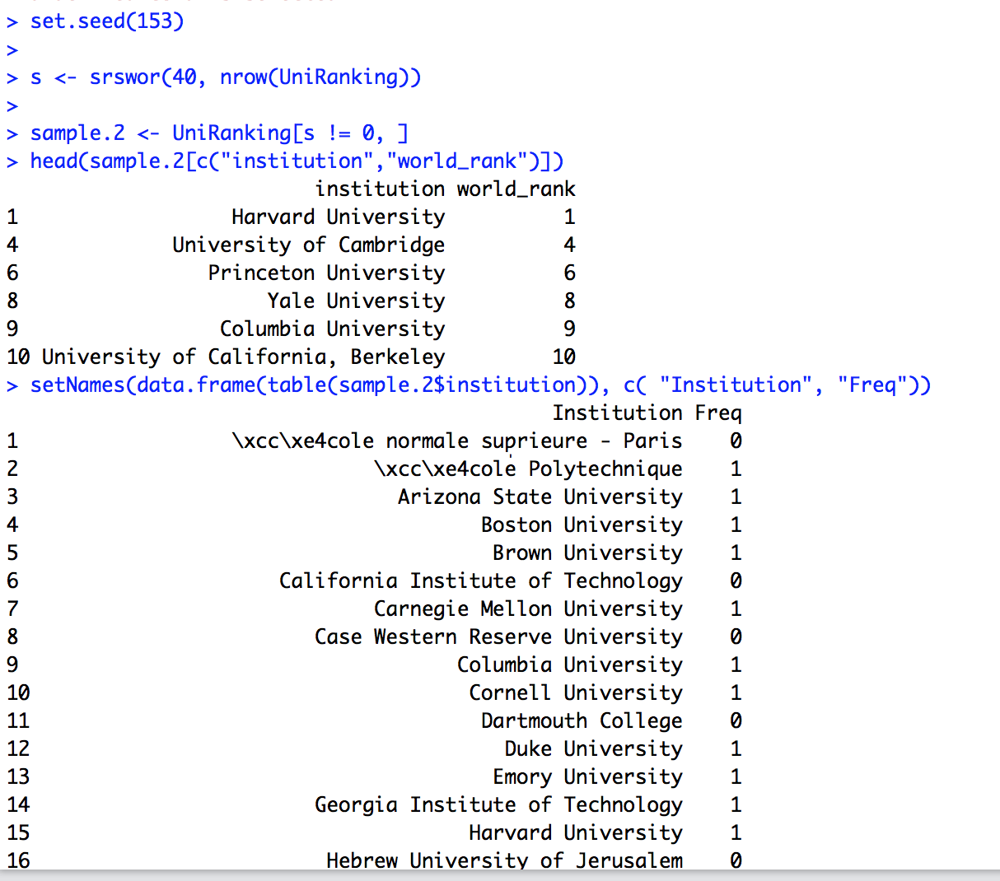 > set.seed(153)
>
> s <- srswor(40, nrow(UniRanking))
>
> sample.2 <- UniRanking[s != 0, ]
> head(sample.2[c("institution","world_rank")])
institution world_rank
1 Harvard University 1
4 University of Cambridge 4
6 Princeton University 6
8 Yale University 8
9 Columbia University 9
10 University of California, Berkeley 10
> setNames(data.frame(table(sample.2$institution)), c( "Institution", "Freq"))
Institution Freq
1 \xcc\xe4cole normale suprieure - Paris 0
2 \xcc\xe4cole Polytechnique 1
3 Arizona State University 1
4 Boston University 1
5 Brown University 1
6 California Institute of Technology 0
7 Carnegie Mellon University 1
8 Case Western Reserve University 0
9 Columbia University 1
10 Cornell University 1
11 Dartmouth College 0
12 Duke University 1
13 Emory University 1
14 Georgia Institute of Technology 1
15 Harvard University 1
16 Hebrew University of Jerusalem 0